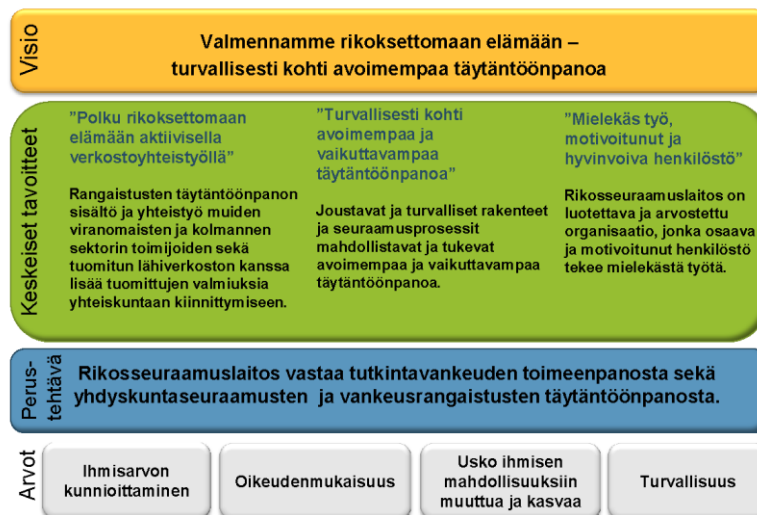 Visio
Valmennamme rikoksettomaan elämään –
turvallisesti kohti avoimempaa täytäntöönpanoa
Keskeiset tavoitteet
”Polku rikoksettomaan
elämään aktiivisella
verkostoyhteistyöllä”
Rangaistusten täytäntöönpanon
sisältö ja yhteistyö muiden
viranomaisten ja kolmannen
sektorin toimijoiden sekä
tuomitun lähiverkoston kanssa
lisää tuomittujen valmiuksia
yhteiskuntaan kiinnittymiseen.
”Turvallisesti kohti
avoimempaa ja
vaikuttavampaa
täytäntöönpanoa”
Joustavat ja turvalliset rakenteet
ja seuraamusprosessit
mahdollistavat ja tukevat
avoimempaa ja vaikuttavampaa
täytäntöönpanoa.
”Mielekäs työ,
motivoitunut ja
hyvinvoiva henkilöstö”
Rikosseuraamuslaitos on
luotettava ja arvostettu
organisaatio, jonka osaava
ja motivoitunut henkilöstö
tekee mielekästä työtä.
Perus-
tehtävä
Rikosseuraamuslaitos vastaa tutkintavankeuden toimeenpanosta sekä
yhdyskuntaseuraamusten ja vankeusrangaistusten täytäntöönpanosta.
Arvot
Ihmisarvon
kunnioittaminen
Oikeudenmukaisuus
Usko ihmisen
mahdollisuuksiin
muuttua ja kasvaa
Turvallisuus